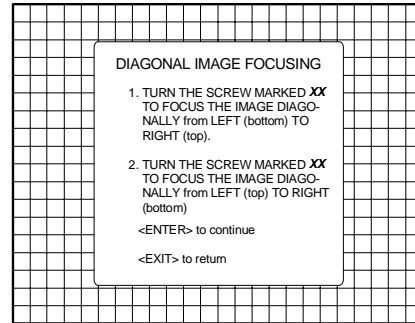 DIAGONAL IMAGE FOCUSING
1. TURN THE SCREW MARKED XX
TO FOCUS THE IMAGE DIAGO-
NALLY from LEFT (bottom) TO
RIGHT (top).
2. TURN THE SCREW MARKED XX
TO FOCUS THE IMAGE DIAGO-
NALLY from LEFT (top) TO RIGHT
(bottom)
<ENTER> to continue
<EXIT> to return